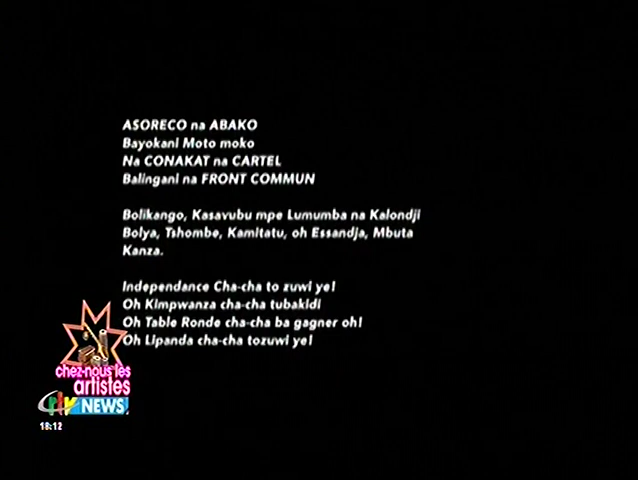 ASORECO na ABAKO
Bayokani Moto moko
Na CONAKAT na CARTEL
Balingani na FRONT COMMUN
Bolikango, Kasavubu mpe Lumumba na Kalondji
Bolya, Tshombe, Kamitatu, oh Essandja, Mbuta
Kanza.
Independance Cha-cha to zuwi ye!
Oh Kimpwanza cha-cha tubakidi
Oh Table Ronde cha-cha ba gagner oh!
Oh Lipanda cha-cha tozuwi ye!
chez-nous les
artistes
NEWS
18:12